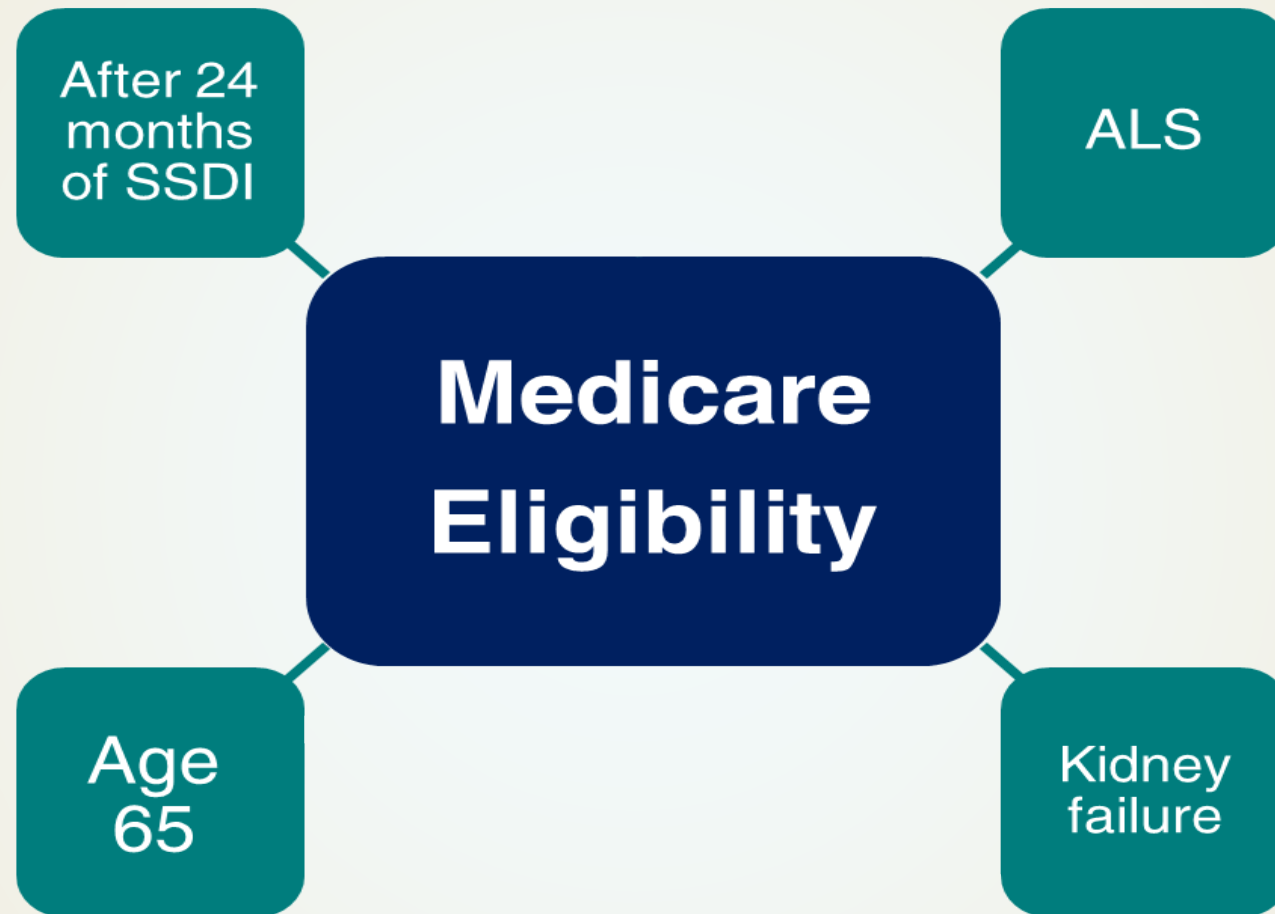 After 24
months
of SSDI
ALS
Medicare
Eligibility
Age
65
Kidney
failure